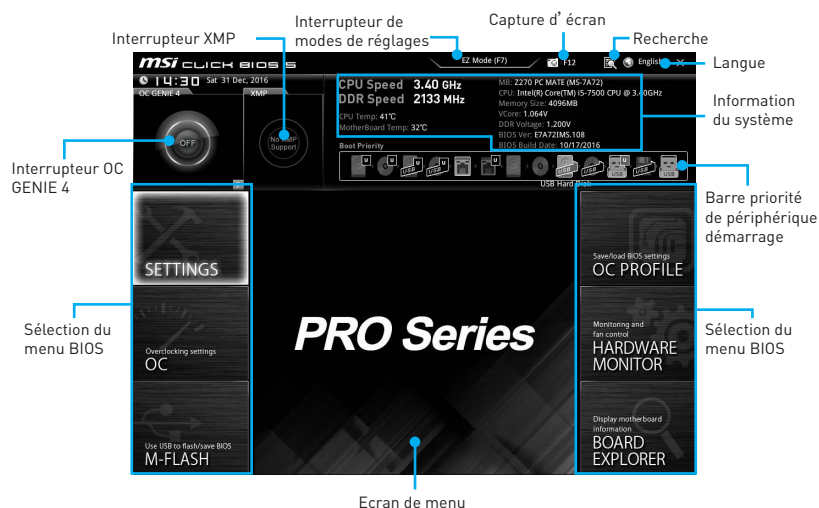 Interrupteur de
modes de réglages
Capture d’écran
Interrupteur XMP
Recherche
msi CLICK BIOS 5
EZ Mode (F7)
F12
English
Langue
14:30 Sat 31 Dec, 2016
OC GENIE 4
XMP
OFF
No XMP
Support
CPU Speed 3.40 GHz
DDR Speed 2133 MHz
CPU Temp: 41°C
MotherBoard Temp: 32°C
MB: Z270 PC MATE (MS-7A72)
CPU: Intel(R) Core(TM) i5-7500 CPU @ 3.40GHz
Memory Size: 4096MB
VCore: 1.064V
DDR Voltage: 1.200V
BIOS Ver: E7A72IMS.108
BIOS Build Date: 10/17/2016
Information
du système
Boot Priority
U U U U U U U
USB USB USB USB USB USB USB
USB Hard Disk
Interrupteur OC
GENIE 4
Barre priorité
de périphérique
démarrage
SETTINGS
Save/load BIOS settings
OC PROFILE
Sélection du
menu BIOS
Overclocking settings
OC
PRO Series
Monitoring and
fan control
HARDWARE
MONITOR
Sélection du
menu BIOS
Use USB to flash/save BIOS
M-FLASH
Display motherboard
information
BOARD
EXPLORER
Ecran de menu